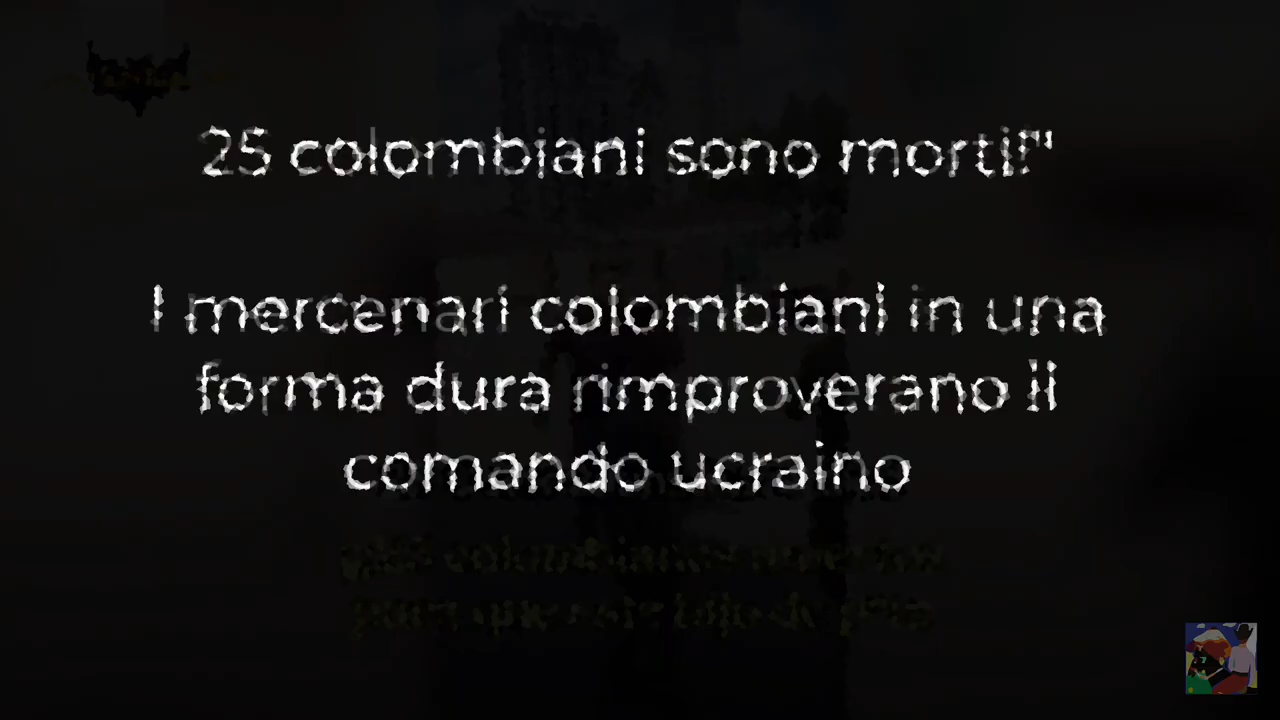 25 colombiani sono morti!"
I mercenari colombiani in una
forma dura rimproverano il
comando ucraino